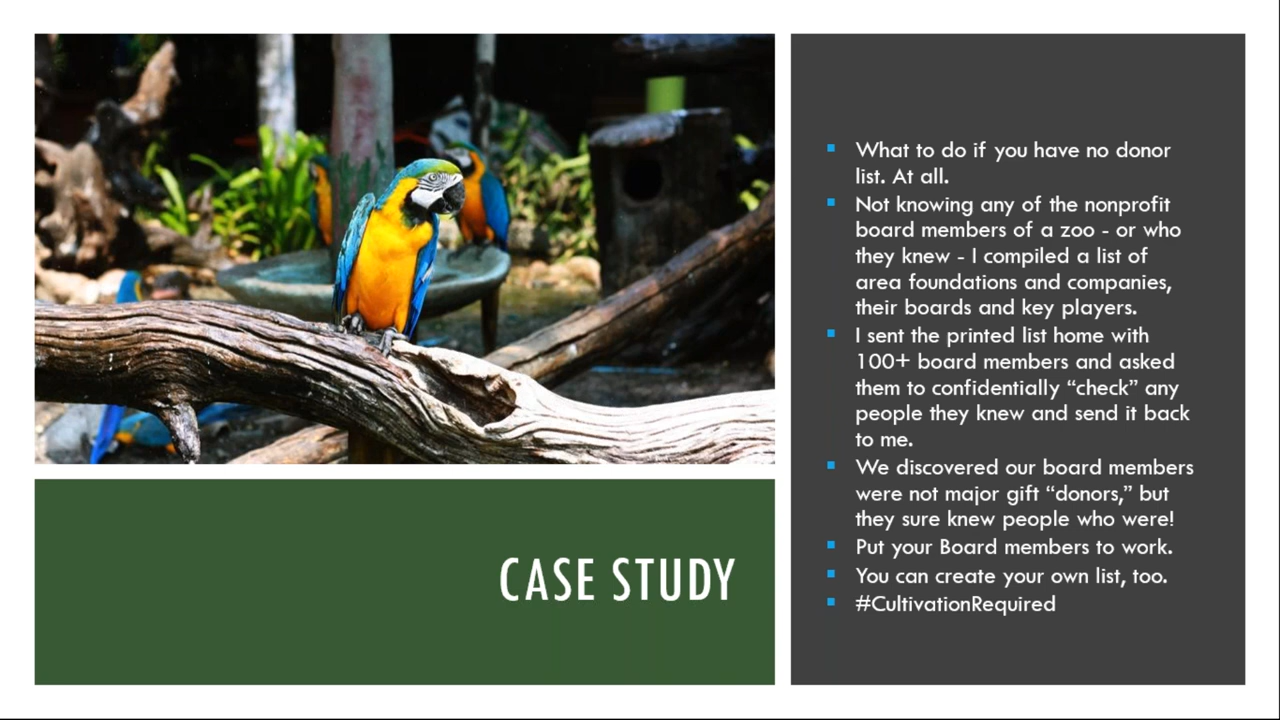 CASE STUDY
What to do if you have no donor
list. At all.
Not knowing any of the nonprofit
board members of a zoo - or who
they knew - I compiled a list of
area foundations and companies,
their boards and key players.
I sent the printed list home with
100+ board members and asked
them to confidentially “check” any
people they knew and send it back
to me.
We discovered our board members
were not major gift “donors,” but
they sure knew people who were!
Put your Board members to work.
You can create your own list, too.
#CultivationRequired